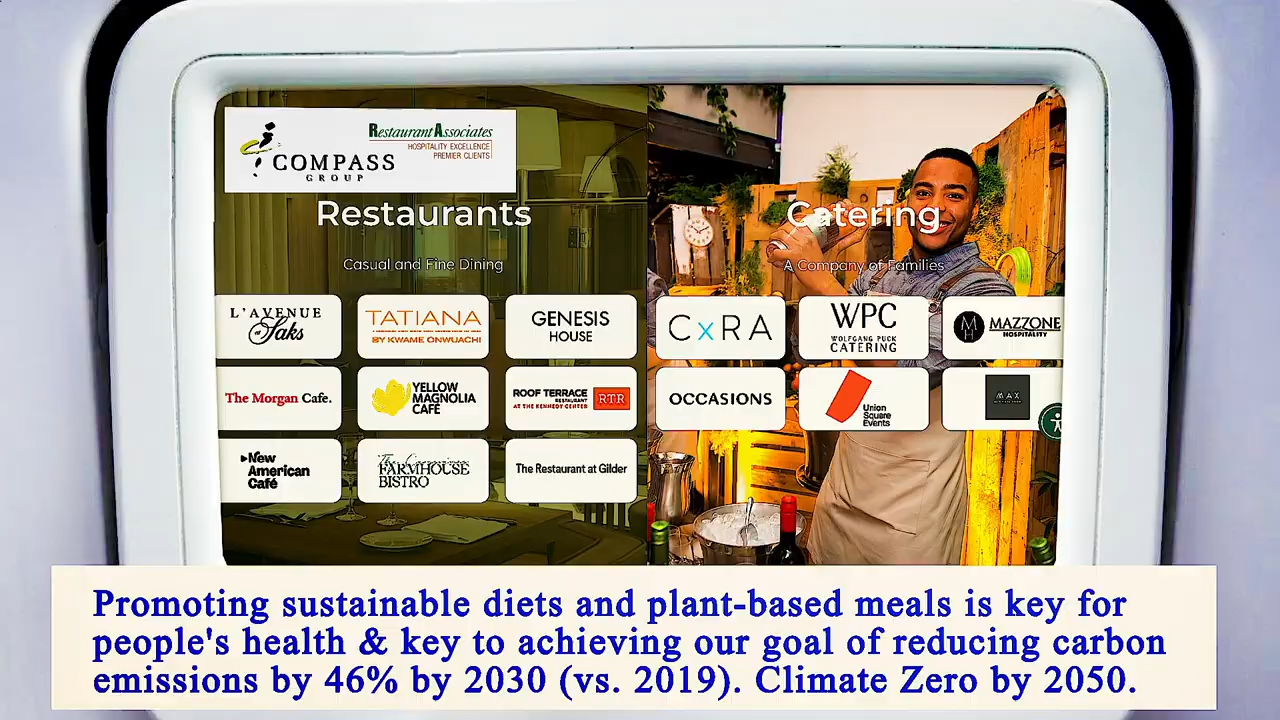 COMPASS
GROUP
Restaurant Associates
HOSPITALITY EXCELLENCE
PREMIER CLIENTS
Restaurants
Casual and Fine Dining
L'AVENUE
Saks
TATIANA
BY KWAME ONWUACHI
GENESIS
HOUSE
The Morgan Cafe.
YELLOW
MAGNOLIA
CAFÉ
ROOF TERRACE
RESTAURANT
AT THE KENNEDY CENTER
RTR
New
American
Café
FARMHOUSE
BISTRO
The Restaurant at Gilder
Catering
A Company of Families
CxRA
WPC
WOLFGANG PUCK
CATERING
MH
MAZZONE
HOSPITALITY
OCCASIONS
Union
Square
Events
MAX
Promoting sustainable diets and plant-based meals is key for
people's health & key to achieving our goal of reducing carbon
emissions by 46% by 2030 (vs. 2019). Climate Zero by 2050.